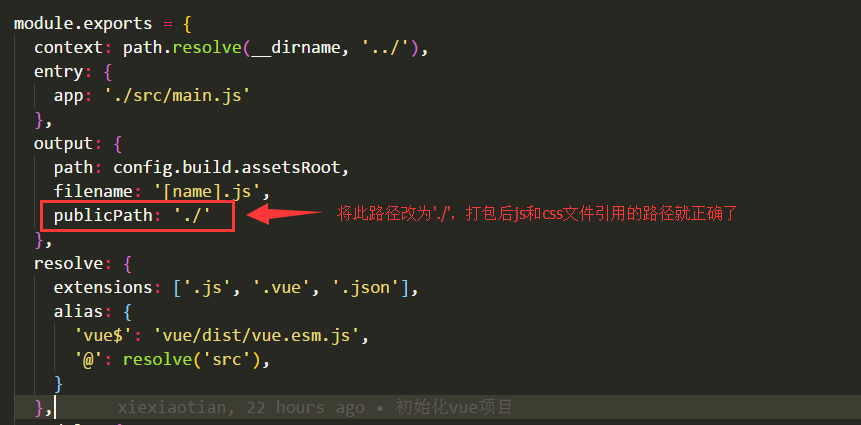 module.exports = {
context: path.resolve(__dirname, '../'),
entry: {
app: './src/main.js'
},
output: {
path: config.build.assetsRoot,
filename: '[name].js',
publicPath: './' 将此路径改为'./'，打包后js和css文件引用的路径就正确了
},
resolve: {
extensions: ['.js', '.vue', '.json'],
alias: {
'vue$': 'vue/dist/vue.esm.js',
'@': resolve('src'),
}
}, xiexiaotian, 22 hours ago • 初始化vue项目